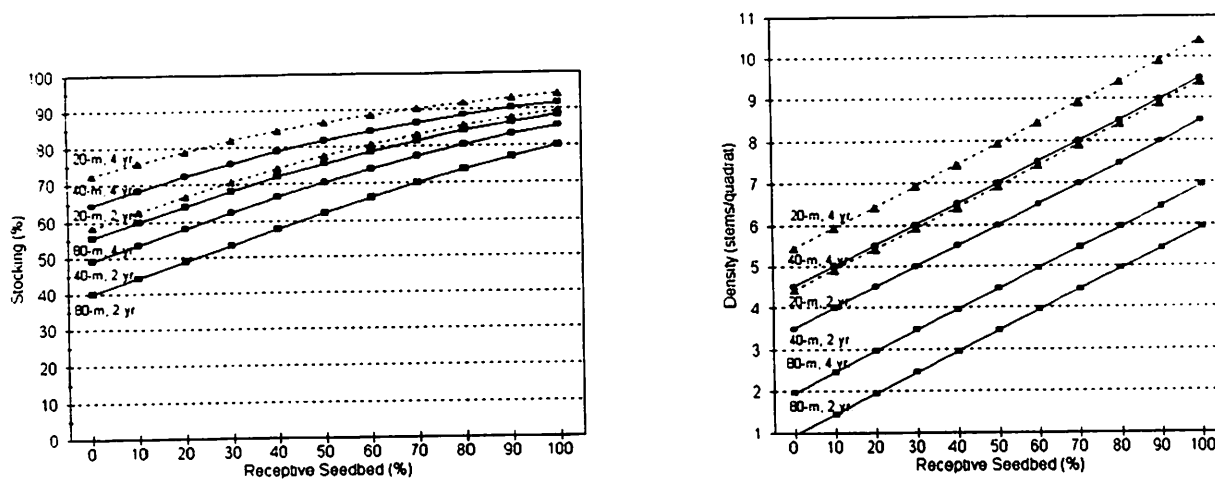 100
90
80
70
60
50
40
30
20
10
0
Stocking (%)
20-m, 4 yr
40-m, 4 yr
20-m, 2 yr
80-m, 4 yr
40-m, 2 yr
80-m, 2 yr
0 10 20 30 40 50 60 70 80 90 100
Receptive Seedbed (%)
11
10
9
8
7
6
5
4
3
2
1
Density (stems/quadrat)
20-m, 4 yr
40-m, 4 yr
20-m, 2 yr
40-m, 2 yr
80-m, 4 yr
80-m, 2 yr
0 10 20 30 40 50 60 70 80 90 100
Receptive Seedbed (%)